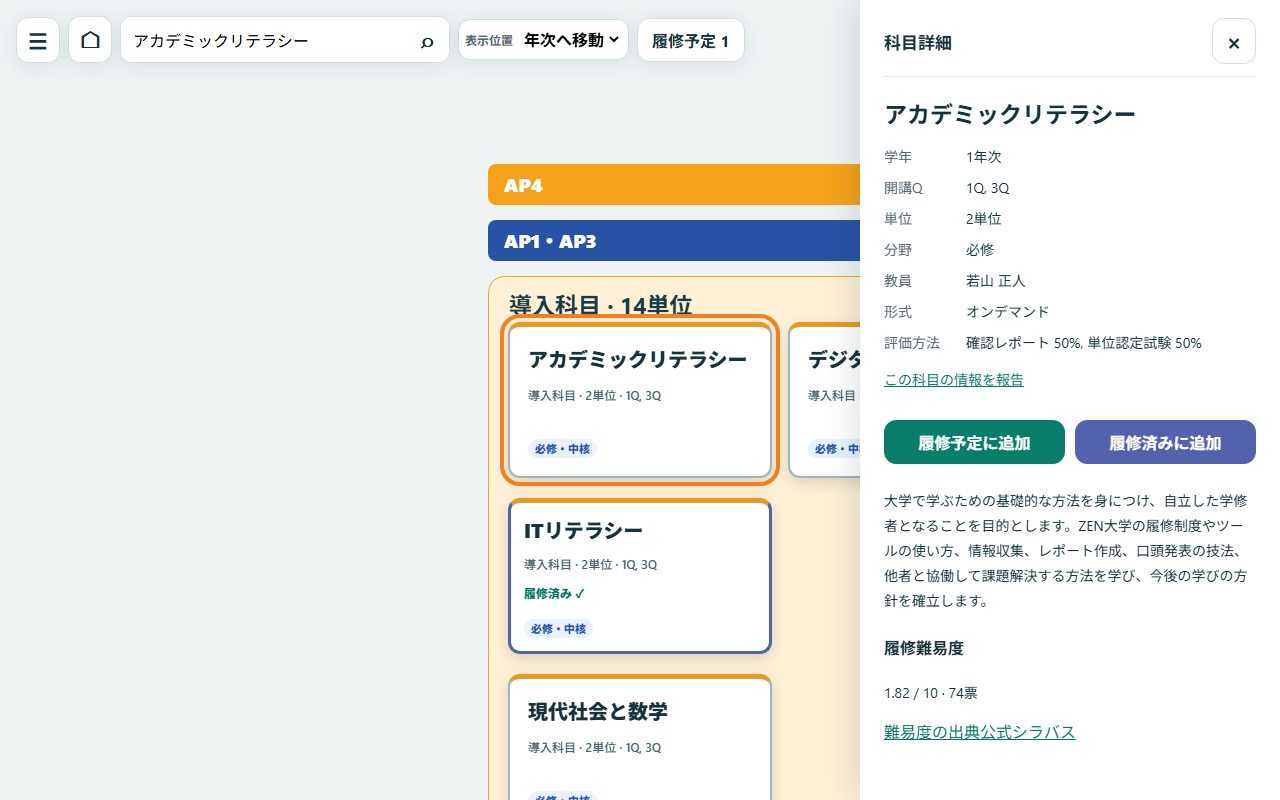 アカデミックリテラシー
表示位置 年次へ移動
履修予定 1
AP4
AP1・AP3
導入科目 · 14単位
アカデミックリテラシー
導入科目 · 2単位 · 1Q, 3Q
必修・中核
デジタ
導入科目
必修・中
ITリテラシー
導入科目 · 2単位 · 1Q, 3Q
履修済み ✓
必修・中核
現代社会と数学
導入科目 · 2単位 · 1Q, 3Q
必修・中核
科目詳細
×
アカデミックリテラシー
学年 1年次
開講Q 1Q, 3Q
単位 2単位
分野 必修
教員 若山 正人
形式 オンデマンド
評価方法 確認レポート 50%, 単位認定試験 50%
この科目の情報を報告
履修予定に追加
履修済みに追加
大学で学ぶための基礎的な方法を身につけ、自立した学修
者となることを目的とします。ZEN大学の履修制度やツー
ルの使い方、情報収集、レポート作成、口頭発表の技法、
他者と協働して課題解決する方法を学び、今後の学びの方
針を確立します。
履修難易度
1.82 / 10 · 74票
難易度の出典公式シラバス